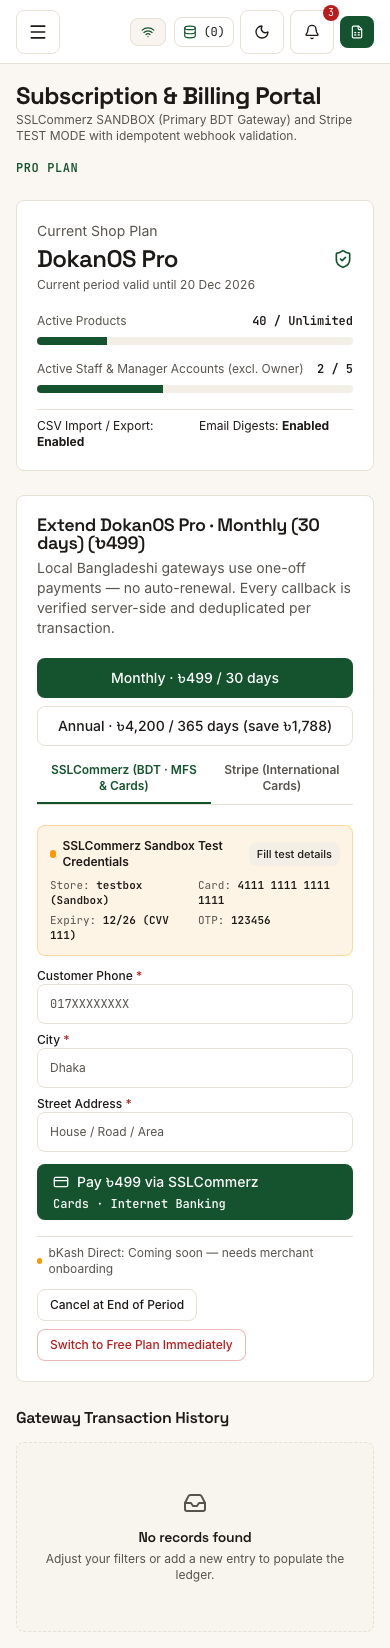 (0)
3
Subscription & Billing Portal
SSLCommerz SANDBOX (Primary BDT Gateway) and Stripe
TEST MODE with idempotent webhook validation.
PRO PLAN
Current Shop Plan
DokanOS Pro
Current period valid until 20 Dec 2026
Active Products 40 / Unlimited
Active Staff & Manager Accounts (excl. Owner) 2 / 5
CSV Import / Export: Email Digests: Enabled
Enabled
Extend DokanOS Pro · Monthly (30
days) (৳499)
Local Bangladeshi gateways use one-off
payments — no auto-renewal. Every callback is
verified server-side and deduplicated per
transaction.
Monthly · ৳499 / 30 days
Annual · ৳4,200 / 365 days (save ৳1,788)
SSLCommerz (BDT · MFS
& Cards)
Stripe (International
Cards)
SSLCommerz Sandbox Test
Credentials
Fill test details
Store: testbox
(Sandbox)
Card: 4111 1111 1111
1111
Expiry: 12/26 (CVV
111)
OTP: 123456
Customer Phone *
017XXXXXXXX
City *
Dhaka
Street Address *
House / Road / Area
Pay ৳499 via SSLCommerz
Cards · Internet Banking
bKash Direct: Coming soon — needs merchant
onboarding
Cancel at End of Period
Switch to Free Plan Immediately
Gateway Transaction History
No records found
Adjust your filters or add a new entry to populate the
ledger.